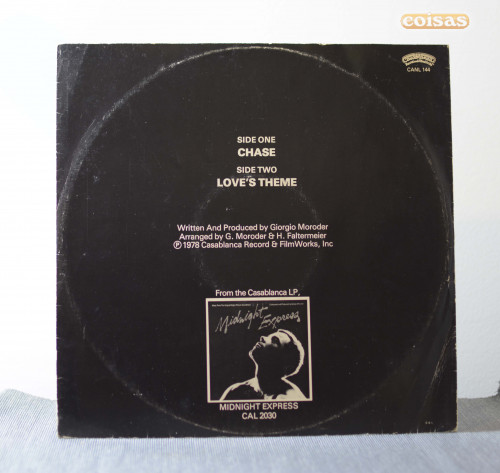 coisas
CANL 144
SIDE ONE
CHASE
SIDE TWO
LOVE'S THEME
Written And Produced by Giorgio Moroder
Arranged by G. Moroder & H. Faltermeier
Ⓟ 1978 Casablanca Record & FilmWorks, Inc
From the Casablanca LP,
Midnight
Express
MIDNIGHT EXPRESS
CAL 2030